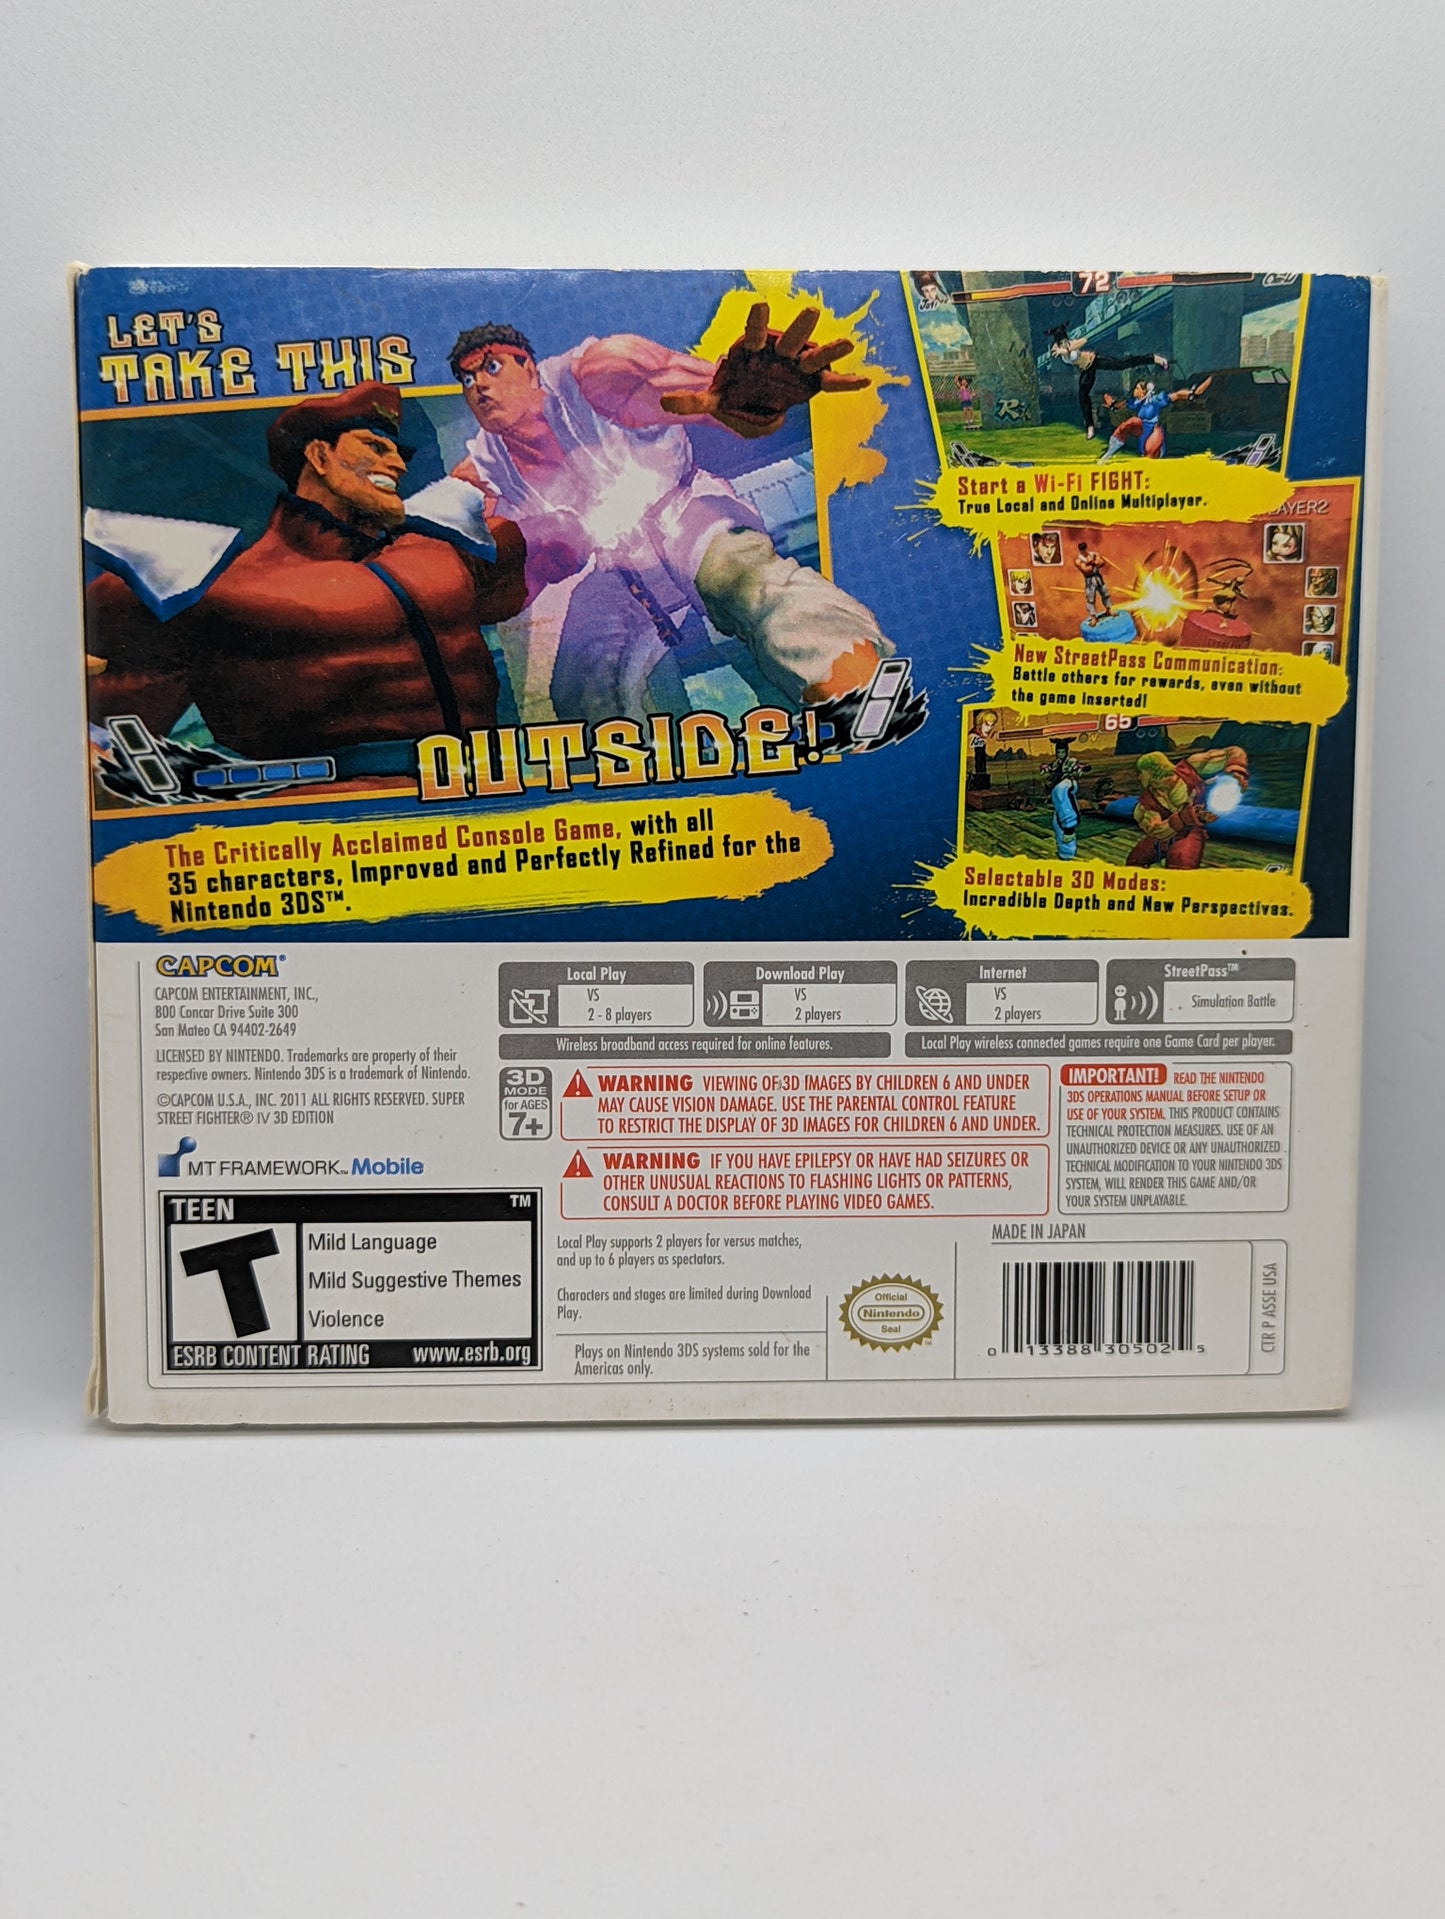 LET'S
TAKE THIS
OUTSIDE!
The Critically Acclaimed Console Game, with all
35 characters, Improved and Perfectly Refined for the
Nintendo 3DS™.
72
Start a Wi-Fi FIGHT:
True Local and Online Multiplayer.
AYER2
New StreetPass Communication:
Battle others for rewards, even without
the game inserted!
65
Selectable 3D Modes:
Incredible Depth and New Perspectives.
CAPCOM®
CAPCOM ENTERTAINMENT, INC.,
800 Concar Drive Suite 300
San Mateo CA 94402-2649
LICENSED BY NINTENDO. Trademarks are property of their
respective owners. Nintendo 3DS is a trademark of Nintendo.
©CAPCOM U.S.A., INC. 2011 ALL RIGHTS RESERVED. SUPER
STREET FIGHTER® IV 3D EDITION
MT FRAMEWORK™ Mobile
TEEN ™
T
Mild Language
Mild Suggestive Themes
Violence
ESRB CONTENT RATING www.esrb.org
Local Play
VS
2 - 8 players
Download Play
VS
2 players
Internet
VS
2 players
StreetPass™
Simulation Battle
Wireless broadband access required for online features.
Local Play wireless connected games require one Game Card per player.
3D
MODE
for AGES
7+
WARNING VIEWING OF 3D IMAGES BY CHILDREN 6 AND UNDER
MAY CAUSE VISION DAMAGE. USE THE PARENTAL CONTROL FEATURE
TO RESTRICT THE DISPLAY OF 3D IMAGES FOR CHILDREN 6 AND UNDER.
WARNING IF YOU HAVE EPILEPSY OR HAVE HAD SEIZURES OR
OTHER UNUSUAL REACTIONS TO FLASHING LIGHTS OR PATTERNS,
CONSULT A DOCTOR BEFORE PLAYING VIDEO GAMES.
IMPORTANT! READ THE NINTENDO
3DS OPERATIONS MANUAL BEFORE SETUP OR
USE OF YOUR SYSTEM. THIS PRODUCT CONTAINS
TECHNICAL PROTECTION MEASURES. USE OF AN
UNAUTHORIZED DEVICE OR ANY UNAUTHORIZED
TECHNICAL MODIFICATION TO YOUR NINTENDO 3DS
SYSTEM, WILL RENDER THIS GAME AND/OR
YOUR SYSTEM UNPLAYABLE.
Local Play supports 2 players for versus matches,
and up to 6 players as spectators.
Characters and stages are limited during Download
Play.
Plays on Nintendo 3DS systems sold for the
Americas only.
Official
Nintendo
Seal
MADE IN JAPAN
0 13388 30502 5
CTR P ASSE USA